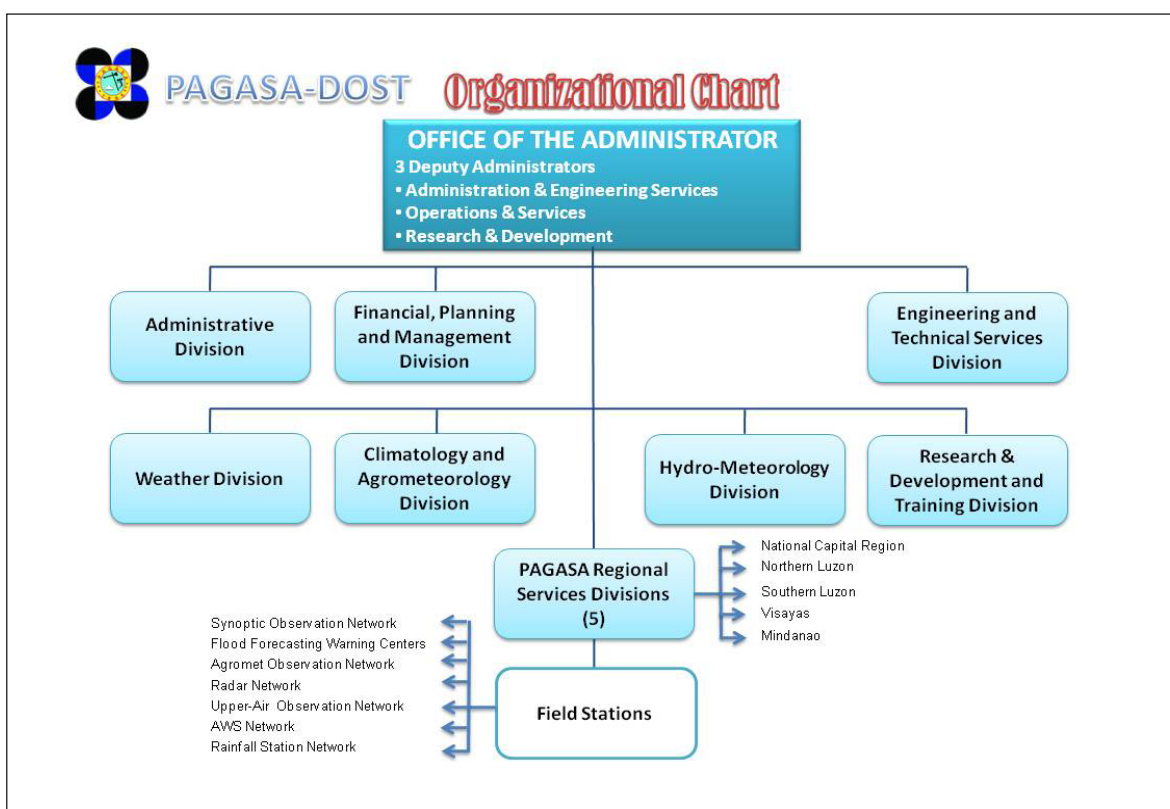 PAGASA-DOST Organizational Chart
OFFICE OF THE ADMINISTRATOR
3 Deputy Administrators
• Administration & Engineering Services
• Operations & Services
• Research & Development
Administrative
Division
Financial, Planning
and Management
Division
Engineering and
Technical Services
Division
Weather Division
Climatology and
Agrometeorology
Division
Hydro-Meteorology
Division
Research &
Development and
Training Division
PAGASA Regional
Services Divisions
(5)
National Capital Region
Northern Luzon
Southern Luzon
Visayas
Mindanao
Synoptic Observation Network
Flood Forecasting Warning Centers
Agromet Observation Network
Radar Network
Upper-Air Observation Network
AWS Network
Rainfall Station Network
Field Stations